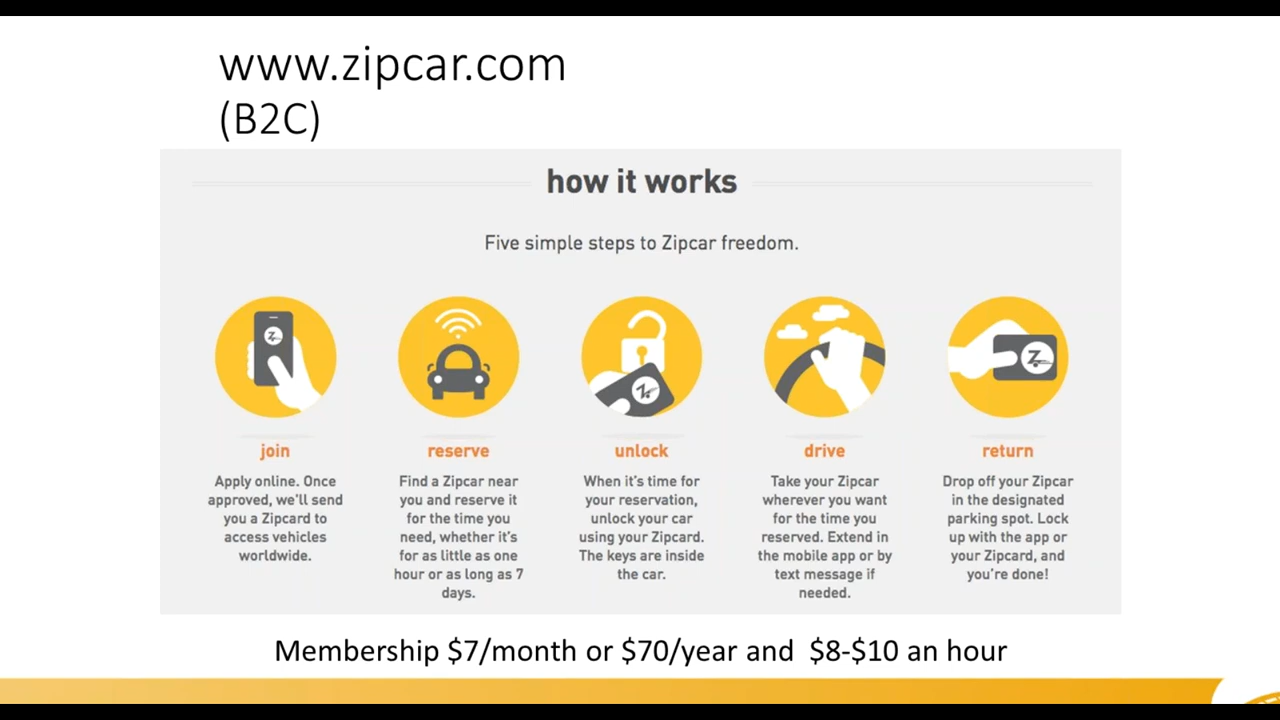 www.zipcar.com
(B2C)
how it works
Five simple steps to Zipcar freedom.
join
Apply online. Once
approved, we'll send
you a Zipcard to
access vehicles
worldwide.
reserve
Find a Zipcar near
you and reserve it
for the time you
need, whether it's
for as little as one
hour or as long as 7
days.
unlock
When it's time for
your reservation,
unlock your car
using your Zipcard.
The keys are inside
the car.
drive
Take your Zipcar
wherever you want
for the time you
reserved. Extend in
the mobile app or by
text message if
needed.
return
Drop off your Zipcar
in the designated
parking spot. Lock
up with the app or
your Zipcard, and
you're done!
Membership $7/month or $70/year and  $8-$10 an hour